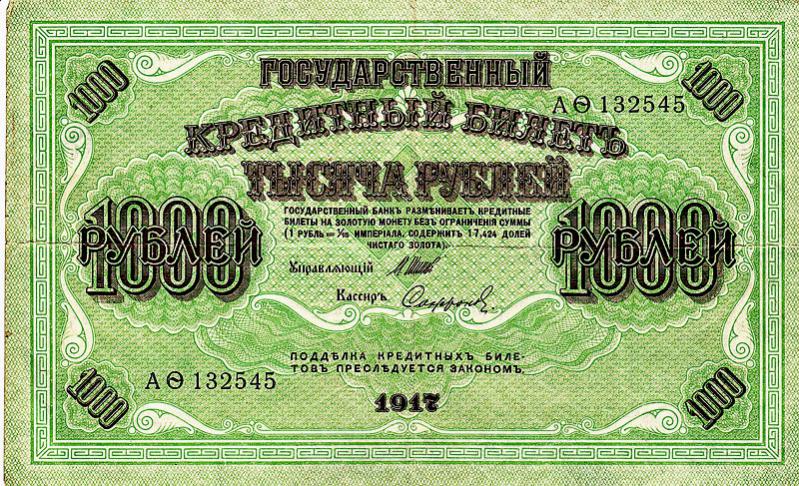 1000
1000
ГОСУДАРСТВЕННЫЙ
АѲ 132545
КРЕДИТНЫЙ БИЛЕТЪ
ТЫСЯЧА РУБЛЕЙ
ГОСУДАРСТВЕННЫЙ БАНКЪ РАЗМѢНИВАЕТЪ КРЕДИТНЫЕ
БИЛЕТЫ НА ЗОЛОТУЮ МОНЕТУ БЕЗЪ ОГРАНИЧЕНІЯ СУММЫ
(1 РУБЛЬ = 1/15 ИМПЕРІАЛА, СОДЕРЖИТЪ 17,424 ДОЛЕЙ
ЧИСТАГО ЗОЛОТА).
1000 РУБЛЕЙ
1000 РУБЛЕЙ
Управляющій
Кассиръ
ПОДДѢЛКА КРЕДИТНЫХЪ БИЛЕ-
ТОВЪ ПРЕСЛѢДУЕТСЯ ЗАКОНОМЪ.
АѲ 132545
1917
1000
1000